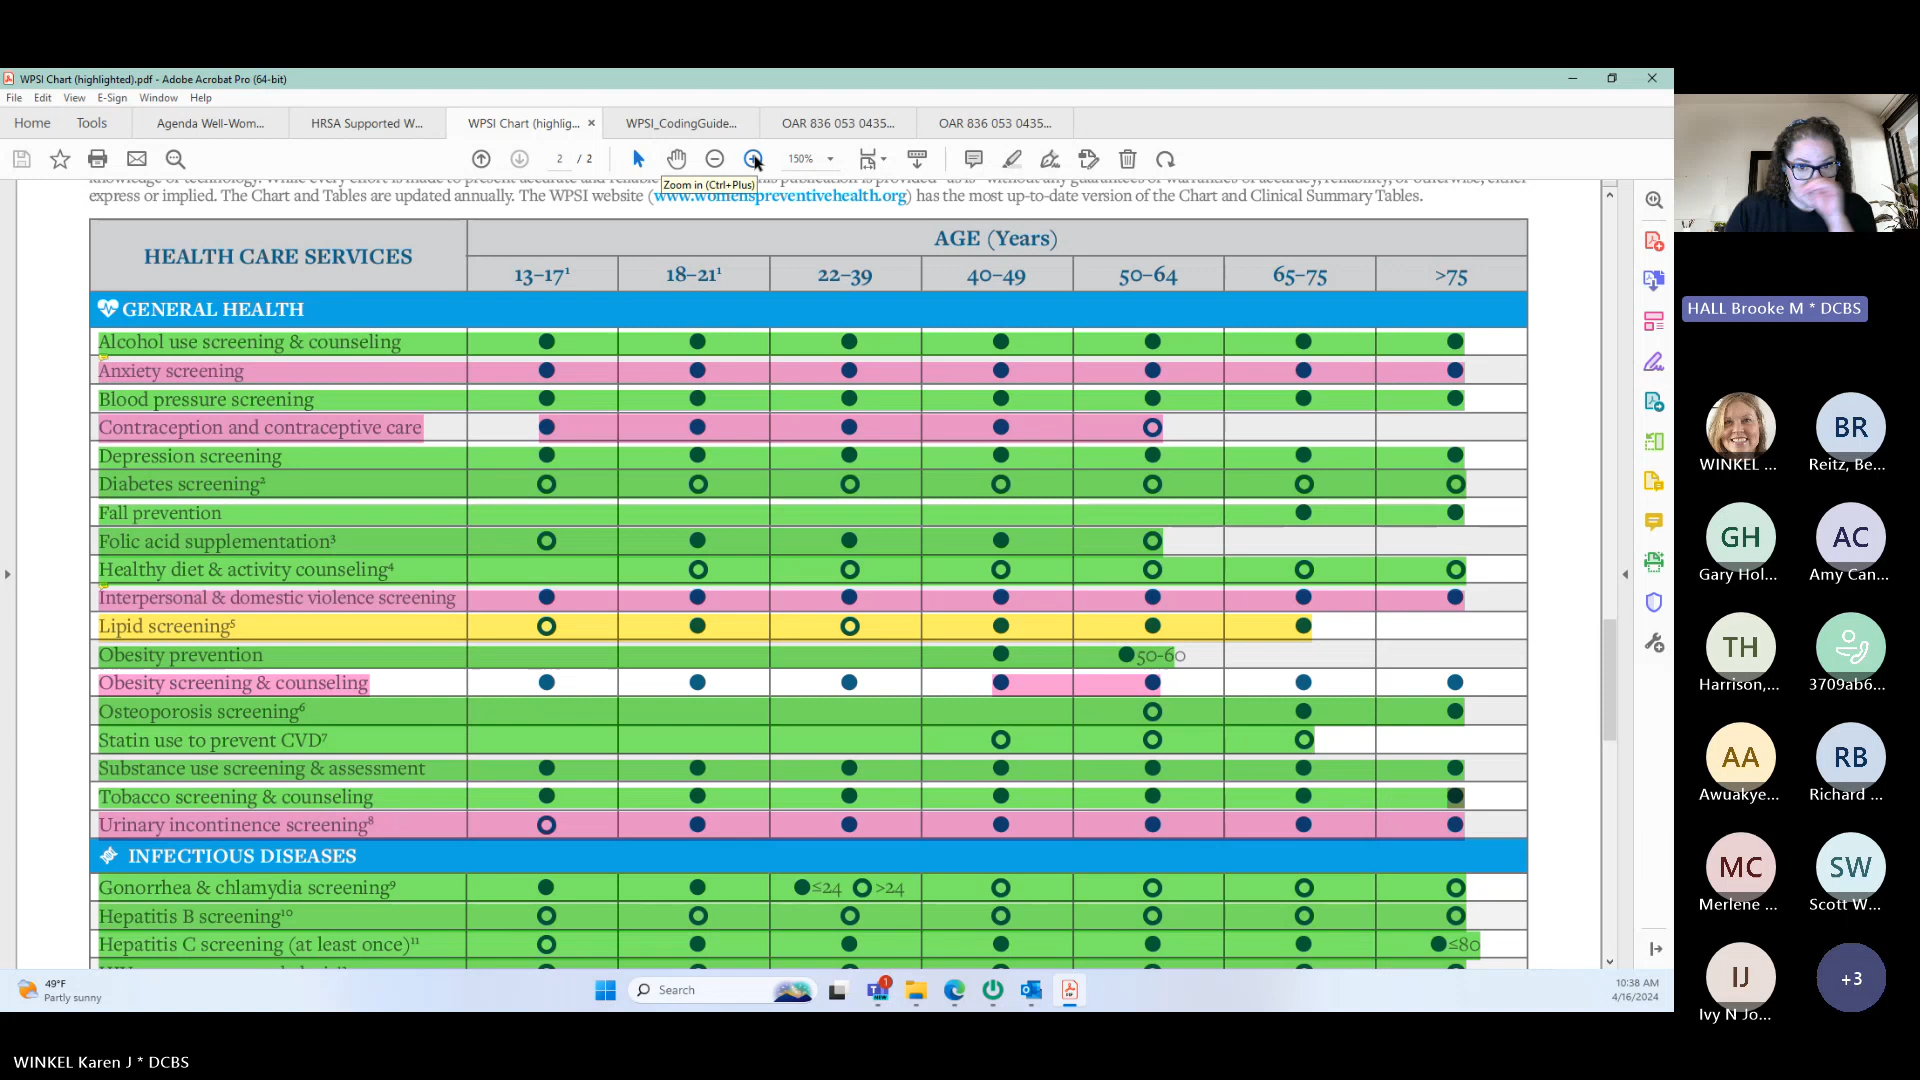 WPSI Chart (highlighted).pdf - Adobe Acrobat Pro (64-bit)
File Edit View E-Sign Window Help
Home Tools Agenda Well-Wom... HRSA Supported W... WPSI Chart (highlig... × WPSI_CodingGuide... OAR 836 053 0435... OAR 836 053 0435...
2 / 2 150%
Zoom in (Ctrl+Plus)
express or implied. The Chart and Tables are updated annually. The WPSI website (www.womenspreventivehealth.org) has the most up-to-date version of the Chart and Clinical Summary Tables.
HEALTH CARE SERVICES
AGE (Years)
13–17¹ 18–21¹ 22–39 40–49 50–64 65–75 >75
GENERAL HEALTH
Alcohol use screening & counseling
Anxiety screening
Blood pressure screening
Contraception and contraceptive care
Depression screening
Diabetes screening²
Fall prevention
Folic acid supplementation³
Healthy diet & activity counseling⁴
Interpersonal & domestic violence screening
Lipid screening⁵
Obesity prevention 50-60
Obesity screening & counseling
Osteoporosis screening⁶
Statin use to prevent CVD⁷
Substance use screening & assessment
Tobacco screening & counseling
Urinary incontinence screening⁸
INFECTIOUS DISEASES
Gonorrhea & chlamydia screening⁹ ≤24 >24
Hepatitis B screening¹⁰
Hepatitis C screening (at least once)¹¹ ≤80
49°F
Partly sunny
Search
1
NEW
10:38 AM
4/16/2024
HALL Brooke M * DCBS
WINKEL ...
BR
Reitz, Be...
GH
Gary Hol...
AC
Amy Can...
TH
Harrison,...
3709ab6...
AA
Awuakye...
RB
Richard ...
MC
Merlene ...
SW
Scott W...
IJ
Ivy N Jo...
+3
WINKEL Karen J * DCBS